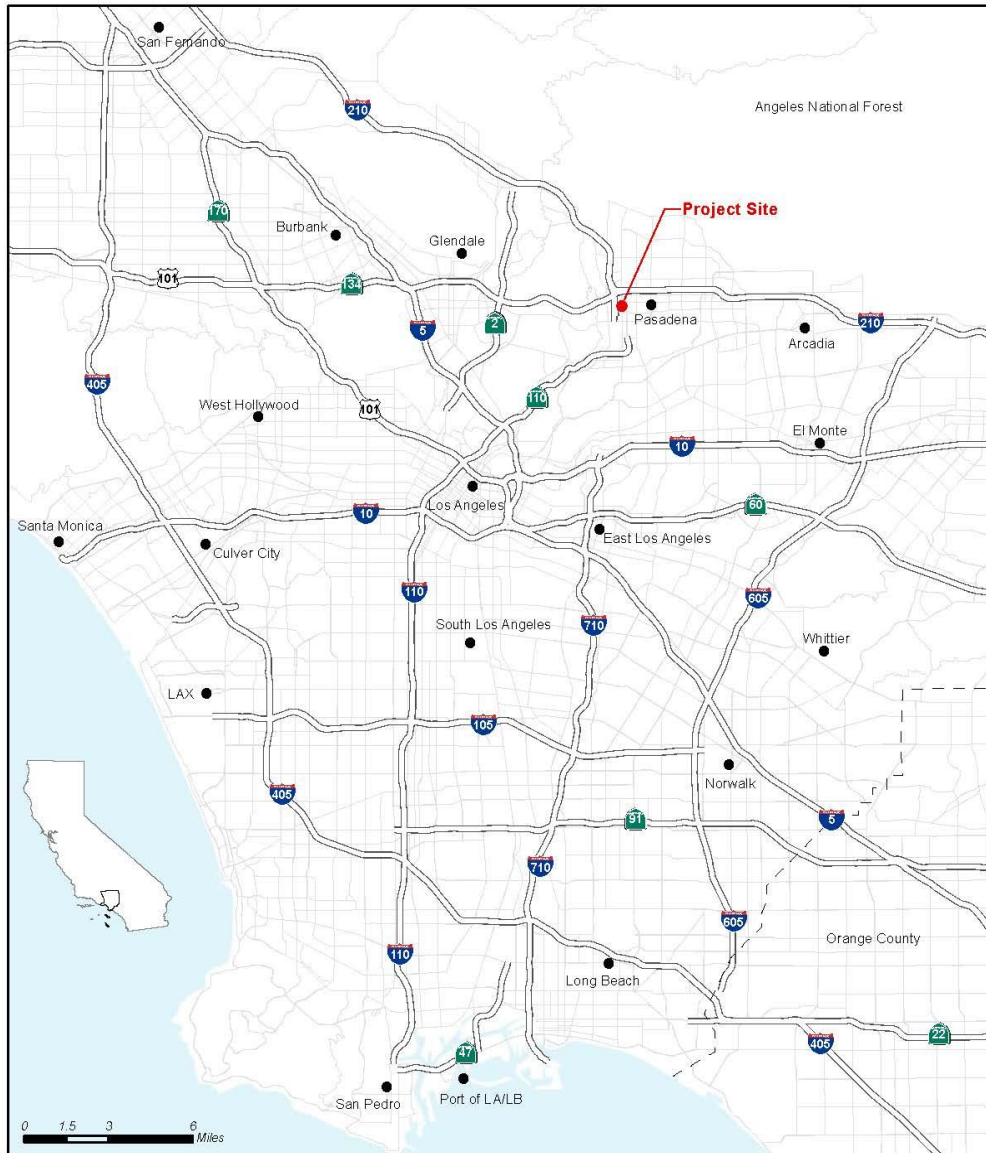 San Fernando
210
Angeles National Forest
170
Project Site
Burbank
Glendale
101
134
5
2
Pasadena
210
Arcadia
405
110
West Hollywood
101
El Monte
10
Los Angeles
60
10
Santa Monica
East Los Angeles
Culver City
110
605
710
South Los Angeles
Whittier
LAX
105
Norwalk
405
5
91
710
605
Orange County
110
Long Beach
22
405
47
San Pedro
Port of LA/LB
0 1.5 3 6
Miles